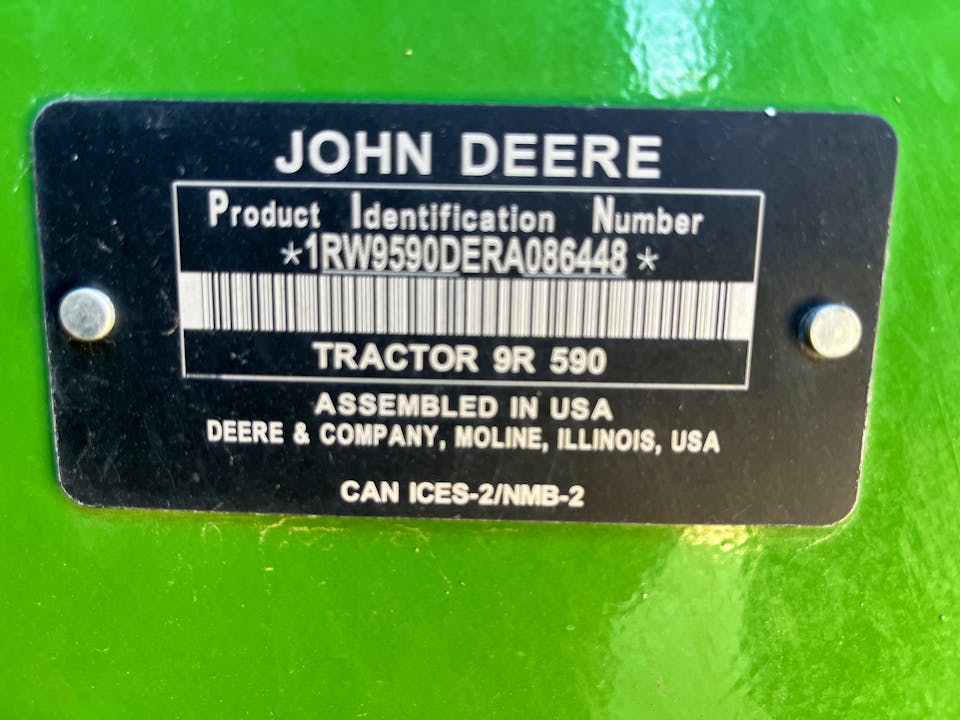 JOHN DEERE
Product Identification Number
*1RW9590DERA086448*
TRACTOR 9R 590
ASSEMBLED IN USA
DEERE & COMPANY, MOLINE, ILLINOIS, USA
CAN ICES-2/NMB-2